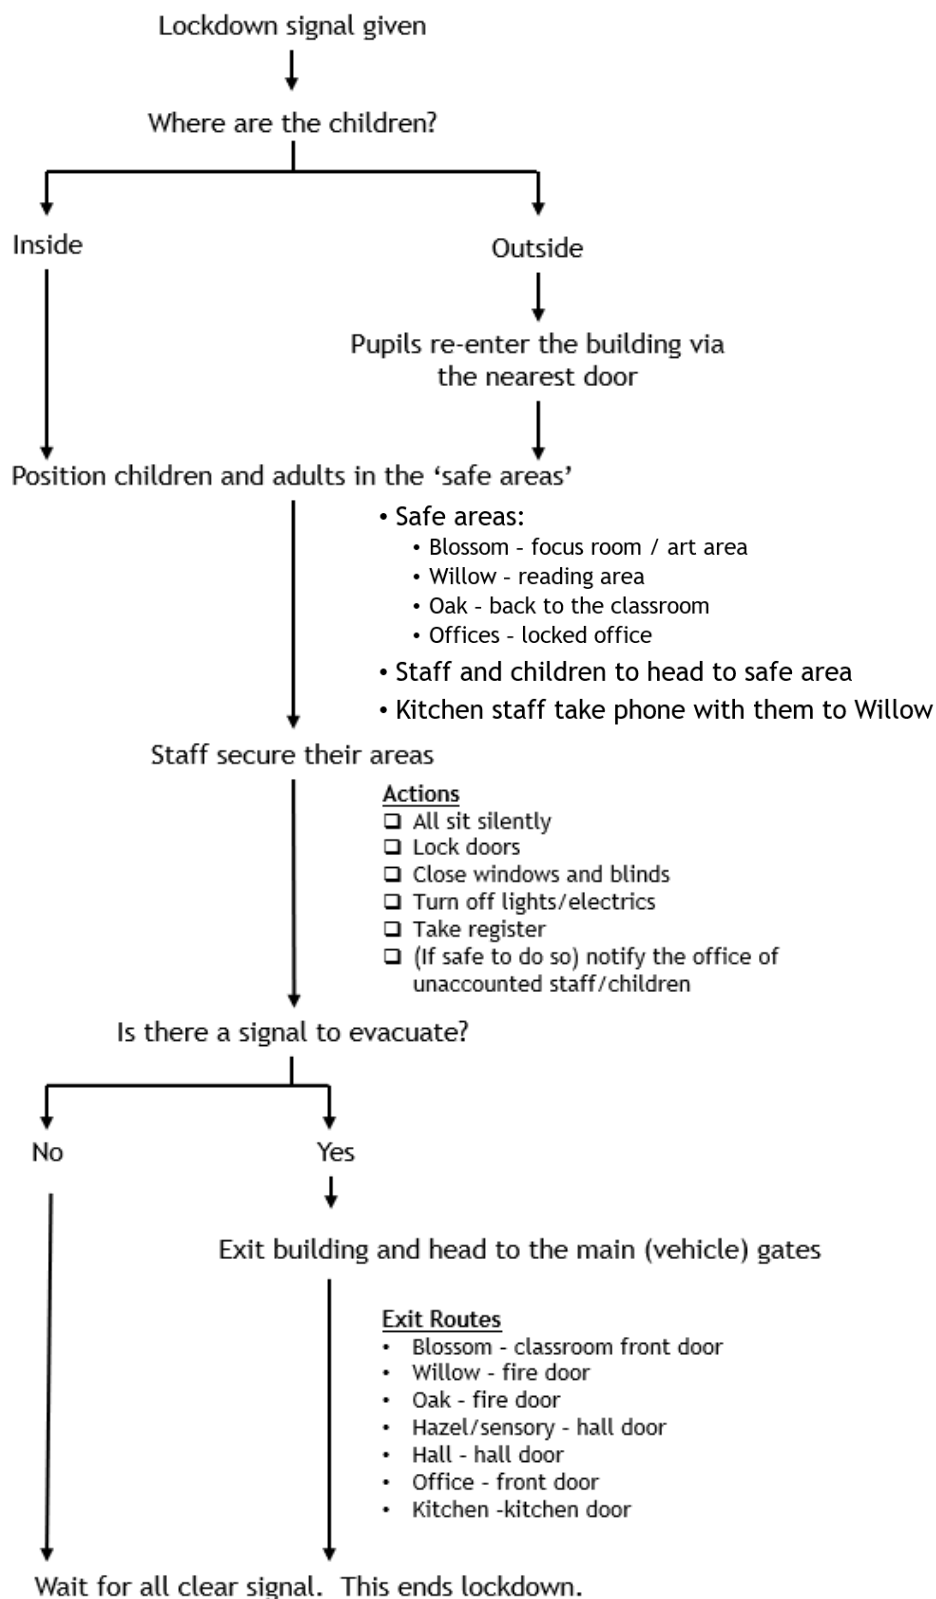 Lockdown signal given
Where are the children?
Inside
Outside
Pupils re-enter the building via
the nearest door
Position children and adults in the ‘safe areas’
• Safe areas:
• Blossom - focus room / art area
• Willow - reading area
• Oak - back to the classroom
• Offices - locked office
• Staff and children to head to safe area
• Kitchen staff take phone with them to Willow
Staff secure their areas
Actions
❑ All sit silently
❑ Lock doors
❑ Close windows and blinds
❑ Turn off lights/electrics
❑ Take register
❑ (If safe to do so) notify the office of
unaccounted staff/children
Is there a signal to evacuate?
No
Yes
Exit building and head to the main (vehicle) gates
Exit Routes
• Blossom - classroom front door
• Willow - fire door
• Oak - fire door
• Hazel/sensory - hall door
• Hall - hall door
• Office - front door
• Kitchen -kitchen door
Wait for all clear signal. This ends lockdown.